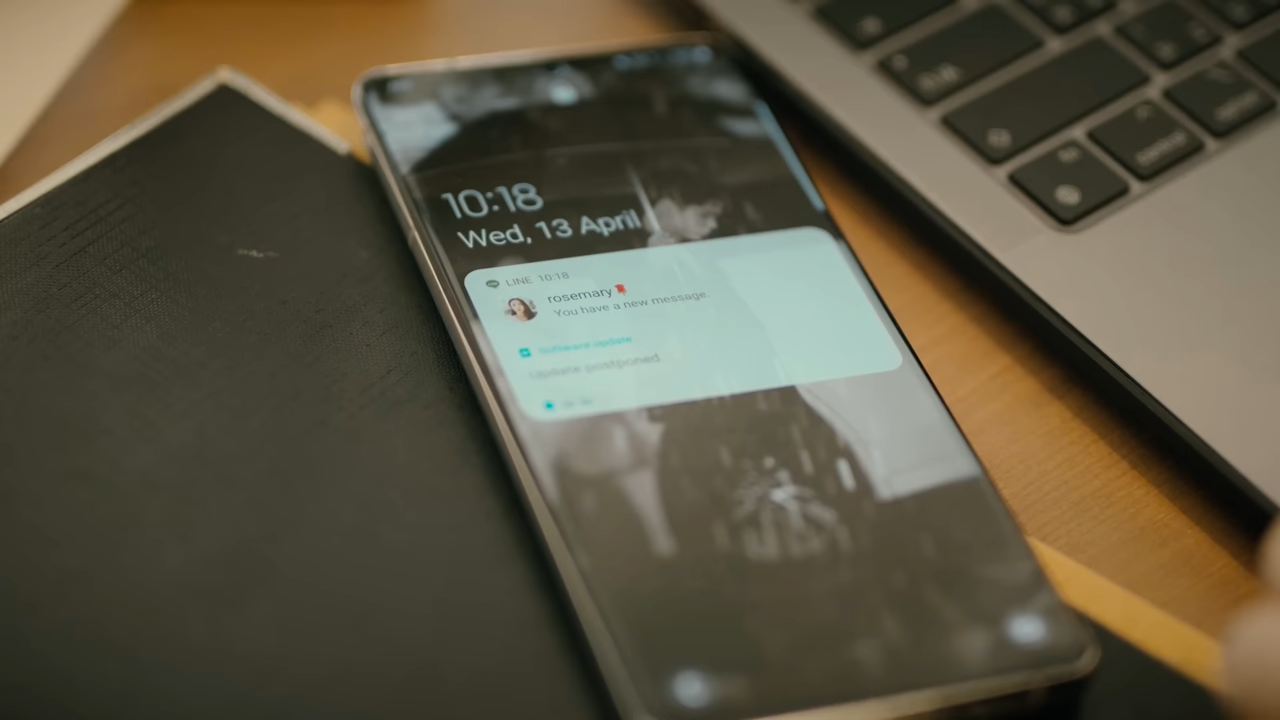 10:18
Wed, 13 April
LINE 10:18
rosemary
You have a new message.
Software update
Update postponed